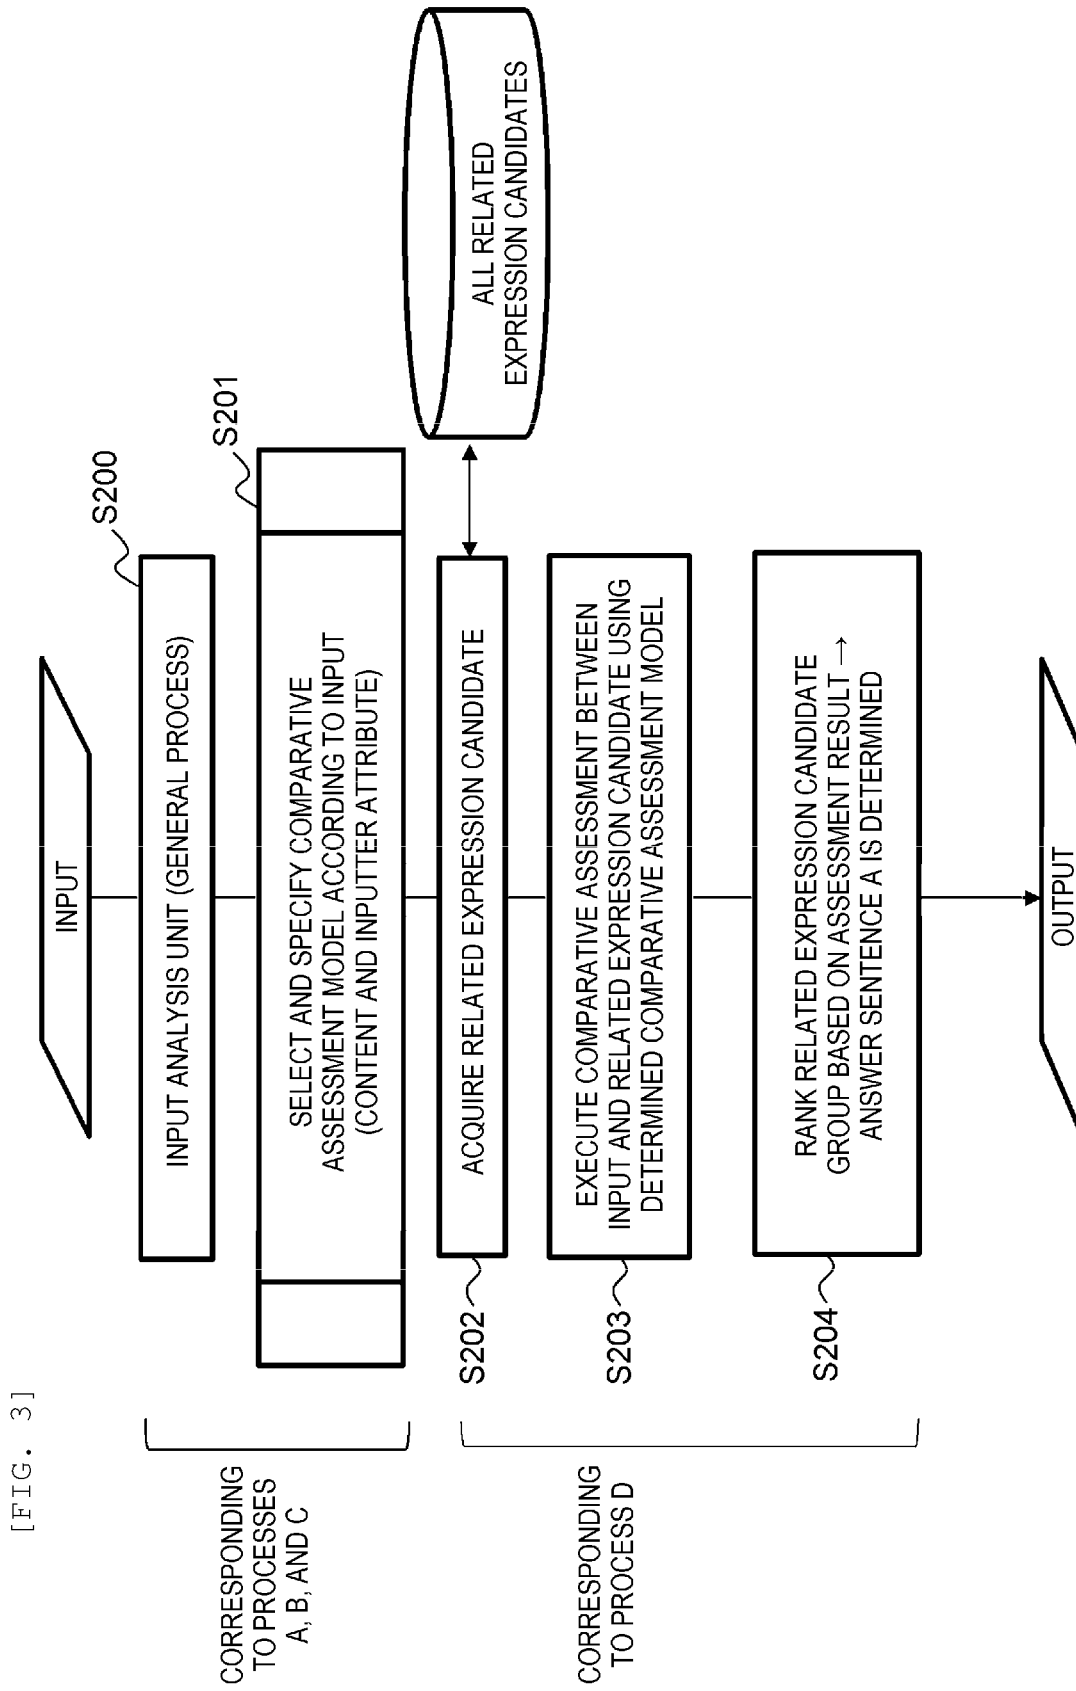 [FIG. 3]
INPUT
S200
INPUT ANALYSIS UNIT (GENERAL PROCESS)
S201
SELECT AND SPECIFY COMPARATIVE
ASSESSMENT MODEL ACCORDING TO INPUT
(CONTENT AND INPUTTER ATTRIBUTE)
CORRESPONDING
TO PROCESSES
A, B, AND C
S202
ACQUIRE RELATED EXPRESSION CANDIDATE
ALL RELATED
EXPRESSION CANDIDATES
S203
EXECUTE COMPARATIVE ASSESSMENT BETWEEN
INPUT AND RELATED EXPRESSION CANDIDATE USING
DETERMINED COMPARATIVE ASSESSMENT MODEL
CORRESPONDING
TO PROCESS D
S204
RANK RELATED EXPRESSION CANDIDATE
GROUP BASED ON ASSESSMENT RESULT →
ANSWER SENTENCE A IS DETERMINED
OUTPUT